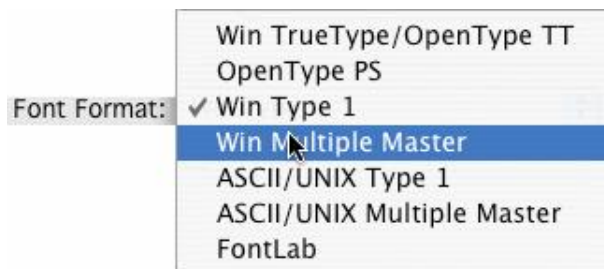 Win TrueType/OpenType TT
OpenType PS
Font Format: ✓ Win Type 1
Win Multiple Master
ASCII/UNIX Type 1
ASCII/UNIX Multiple Master
FontLab